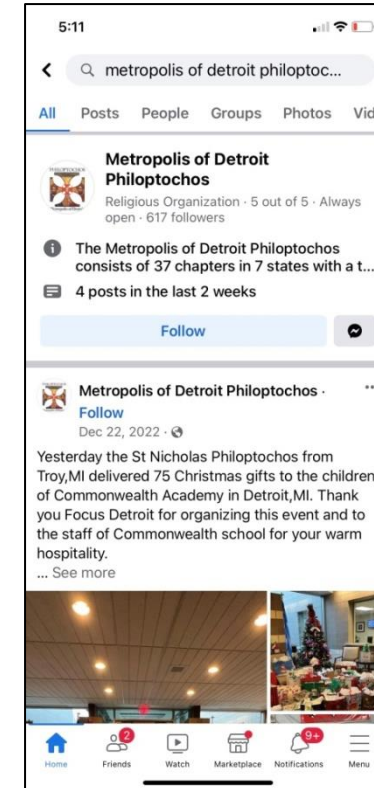 5:11
metropolis of detroit philoptoc...
All Posts People Groups Photos Vid
Metropolis of Detroit
Philoptochos
Religious Organization · 5 out of 5 · Always
open · 617 followers
The Metropolis of Detroit Philoptochos
consists of 37 chapters in 7 states with a t...
4 posts in the last 2 weeks
Follow
Metropolis of Detroit Philoptochos ·
Follow
Dec 22, 2022 ·
Yesterday the St Nicholas Philoptochos from
Troy,MI delivered 75 Christmas gifts to the children
of Commonwealth Academy in Detroit,MI. Thank
you Focus Detroit for organizing this event and to
the staff of Commonwealth school for your warm
hospitality.
... See more
2 9+
Home Friends Watch Marketplace Notifications Menu